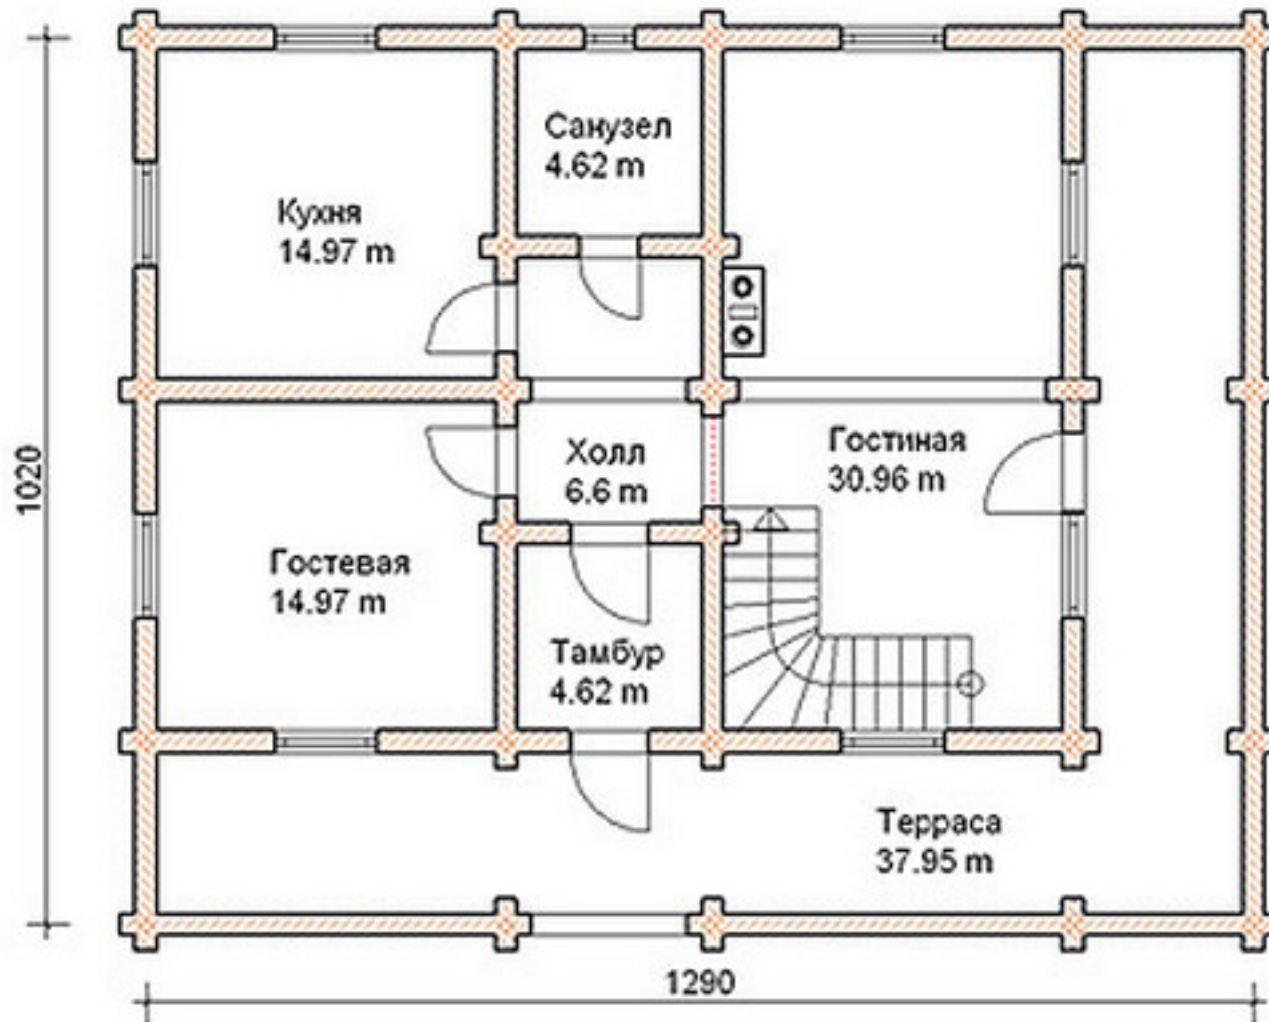 Санузел
4.62 m
Кухня
14.97 m
Холл
6.6 m
Гостиная
30.96 m
Гостевая
14.97 m
Тамбур
4.62 m
Терраса
37.95 m
1020
1290